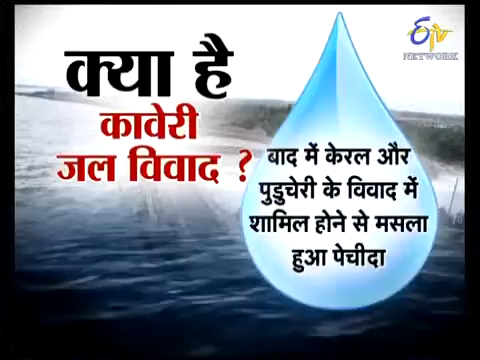 ETV
NETWORK
क्या है
कावेरी
जल विवाद ?
बाद में केरल और
पुडुचेरी के विवाद में
शामिल होने से मसला
हुआ पेचीदा